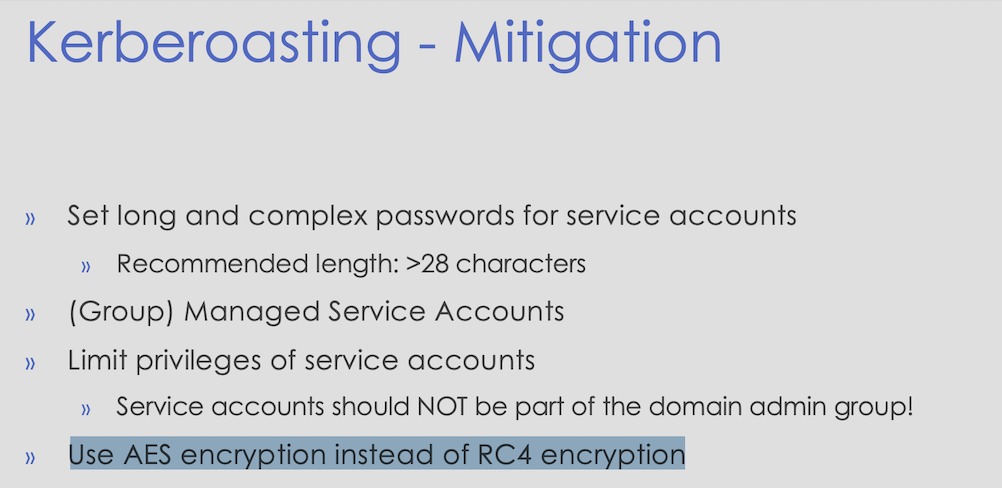 Kerberoasting - Mitigation
» Set long and complex passwords for service accounts
» Recommended length: >28 characters
» (Group) Managed Service Accounts
» Limit privileges of service accounts
» Service accounts should NOT be part of the domain admin group!
» Use AES encryption instead of RC4 encryption